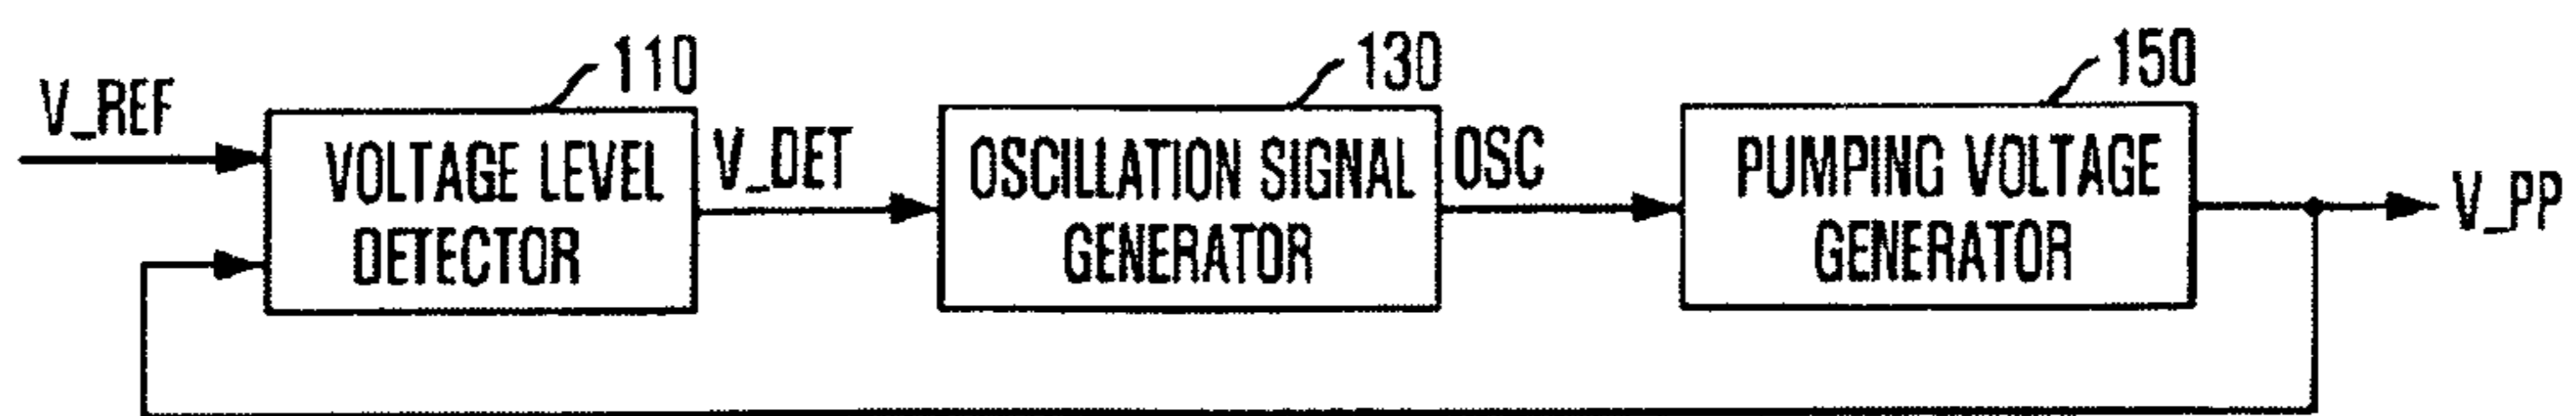 110
130
150
V_REF
VOLTAGE LEVEL
DETECTOR
V_DET
OSCILLATION SIGNAL
GENERATOR
OSC
PUMPING VOLTAGE
GENERATOR
V_PP